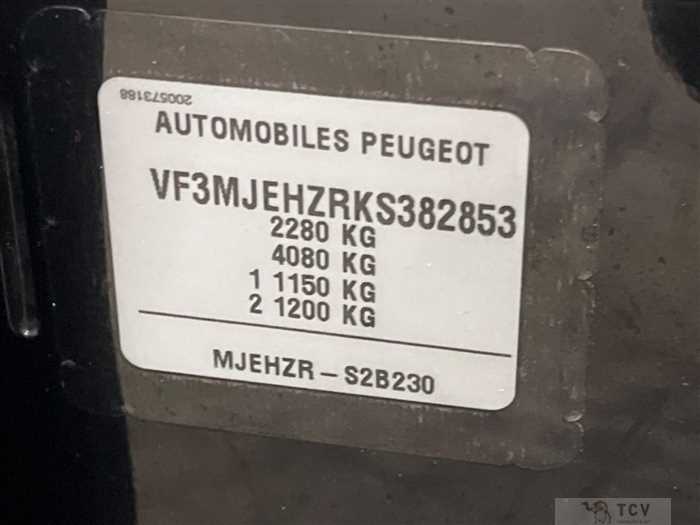 200573188
AUTOMOBILES PEUGEOT
VF3MJEHZRKS382853
2280 KG
4080 KG
1 1150 KG
2 1200 KG
MJEHZR - S2B230
TCV